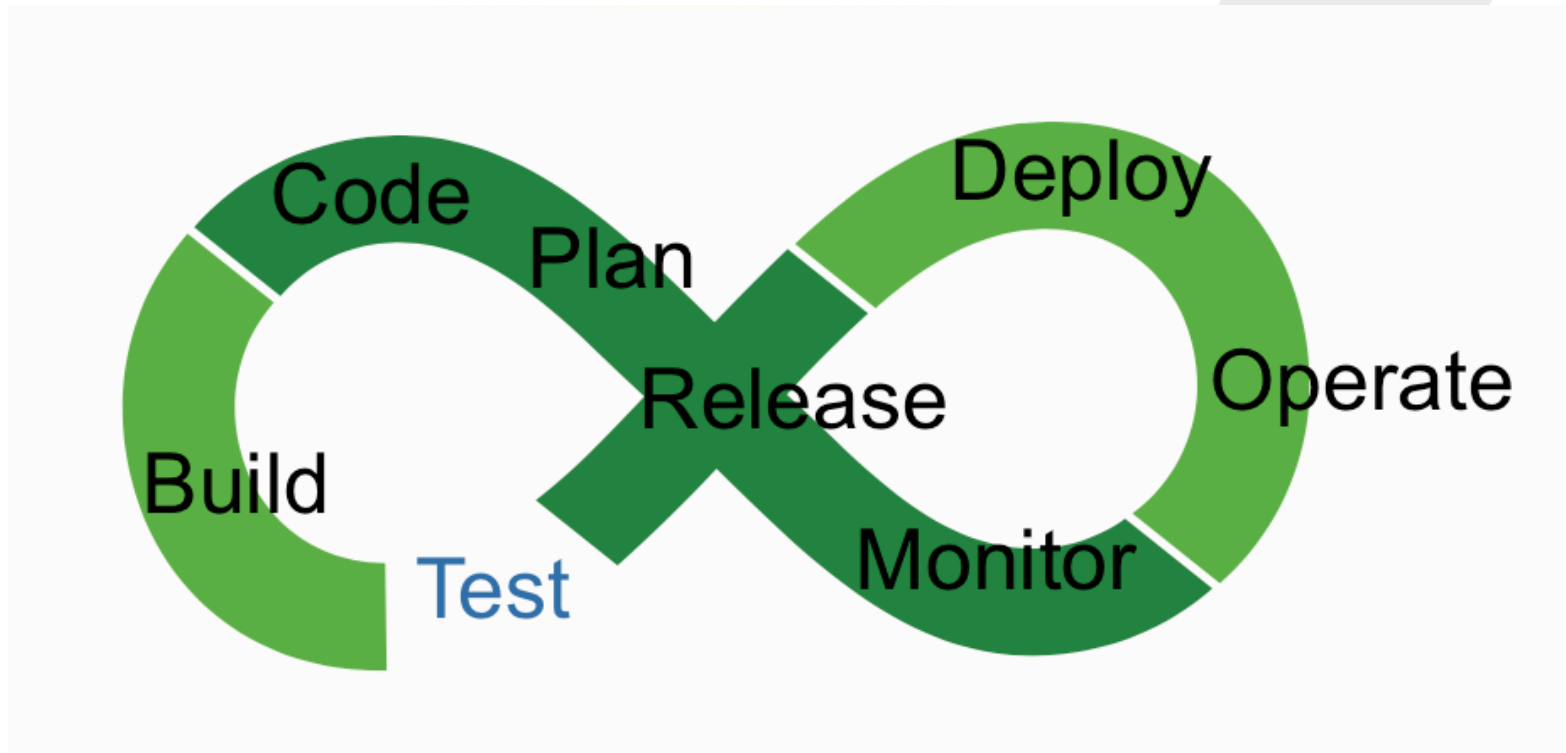 Deploy
Code
Plan
Operate
Release
Build
Monitor
Test